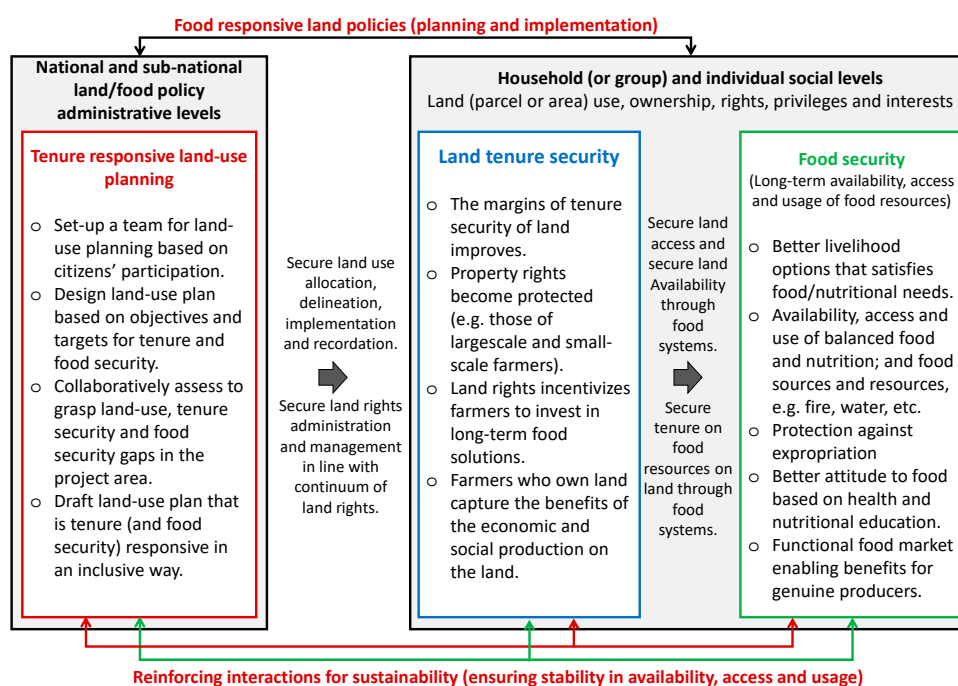 Food responsive land policies (planning and implementation)
National and sub-national
land/food policy
administrative levels
Tenure responsive land-use
planning
o Set-up a team for land-
use planning based on
citizens’ participation.
o Design land-use plan
based on objectives and
targets for tenure and
food security.
o Collaboratively assess to
grasp land-use, tenure
security and food
security gaps in the
project area.
o Draft land-use plan that
is tenure (and food
security) responsive in
an inclusive way.
Secure land use
allocation,
delineation,
implementation
and recordation.
Secure land rights
administration
and management
in line with
continuum of
land rights.
Household (or group) and individual social levels
Land (parcel or area) use, ownership, rights, privileges and interests
Land tenure security
o The margins of tenure
security of land
improves.
o Property rights
become protected
(e.g. those of
largescale and small-
scale farmers).
o Land rights incentivizes
farmers to invest in
long-term food
solutions.
o Farmers who own land
capture the benefits of
the economic and
social production on
the land.
Secure land
access and
secure land
Availability
through
food
systems.
Secure
tenure on
food
resources on
land through
food
systems.
Food security
(Long-term availability, access
and usage of food resources)
o Better livelihood
options that satisfies
food/nutritional needs.
o Availability, access and
use of balanced food
and nutrition; and food
sources and resources,
e.g. fire, water, etc.
o Protection against
expropriation
o Better attitude to food
based on health and
nutritional education.
o Functional food market
enabling benefits for
genuine producers.
Reinforcing interactions for sustainability (ensuring stability in availability, access and usage)